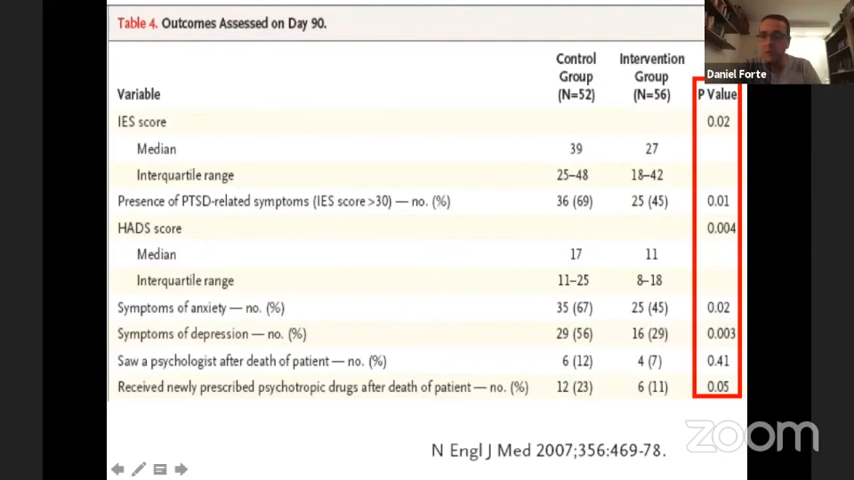 Table 4. Outcomes Assessed on Day 90.
Daniel Forte
Variable Control Group (N=52) Intervention Group (N=56) P Value
IES score 0.02
Median 39 27
Interquartile range 25–48 18–42
Presence of PTSD-related symptoms (IES score >30) — no. (%) 36 (69) 25 (45) 0.01
HADS score 0.004
Median 17 11
Interquartile range 11–25 8–18
Symptoms of anxiety — no. (%) 35 (67) 25 (45) 0.02
Symptoms of depression — no. (%) 29 (56) 16 (29) 0.003
Saw a psychologist after death of patient — no. (%) 6 (12) 4 (7) 0.41
Received newly prescribed psychotropic drugs after death of patient — no. (%) 12 (23) 6 (11) 0.05
N Engl J Med 2007;356:469-78.
zoom